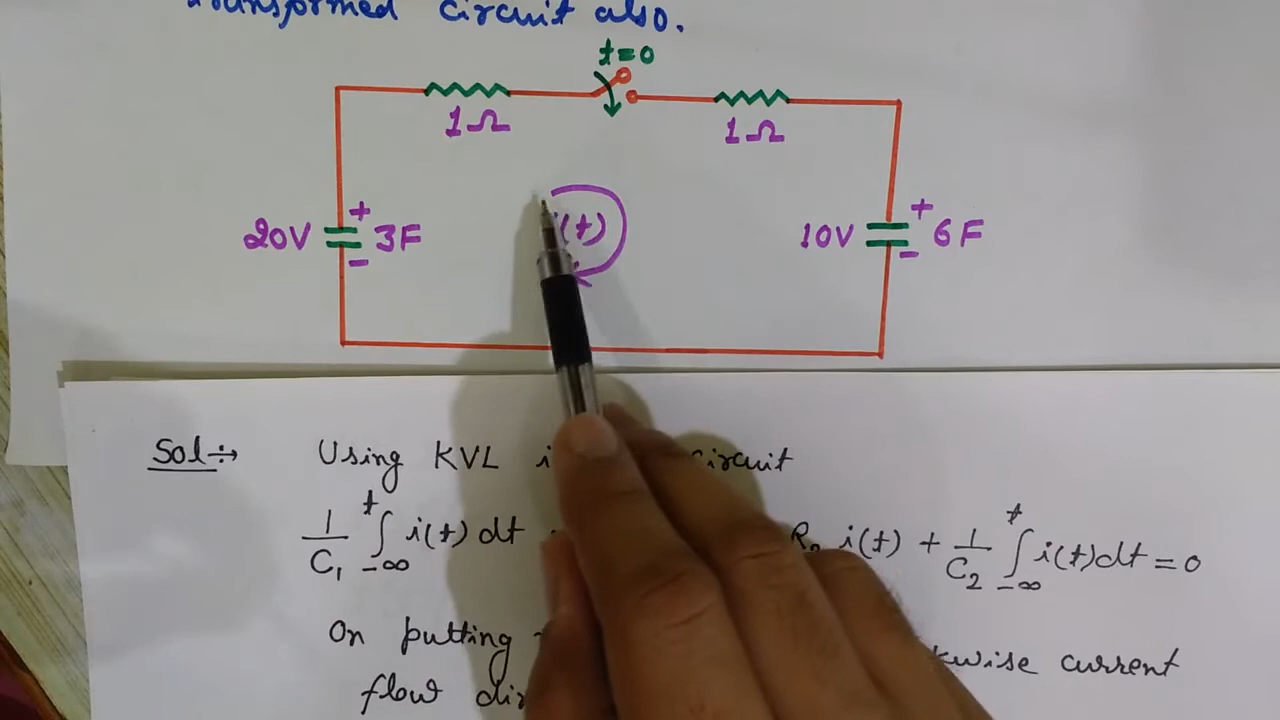 Transformed circuit also.
t=0
1Ω 1Ω
20V + - 3F i(t) 10V + - 6F
Sol÷→ Using KVL circuit
1/C₁ ∫_{-∞}^{t} i(t) dt R₂ i(t) + 1/C₂ ∫_{-∞}^{t} i(t) dt = 0
On putting current
flow